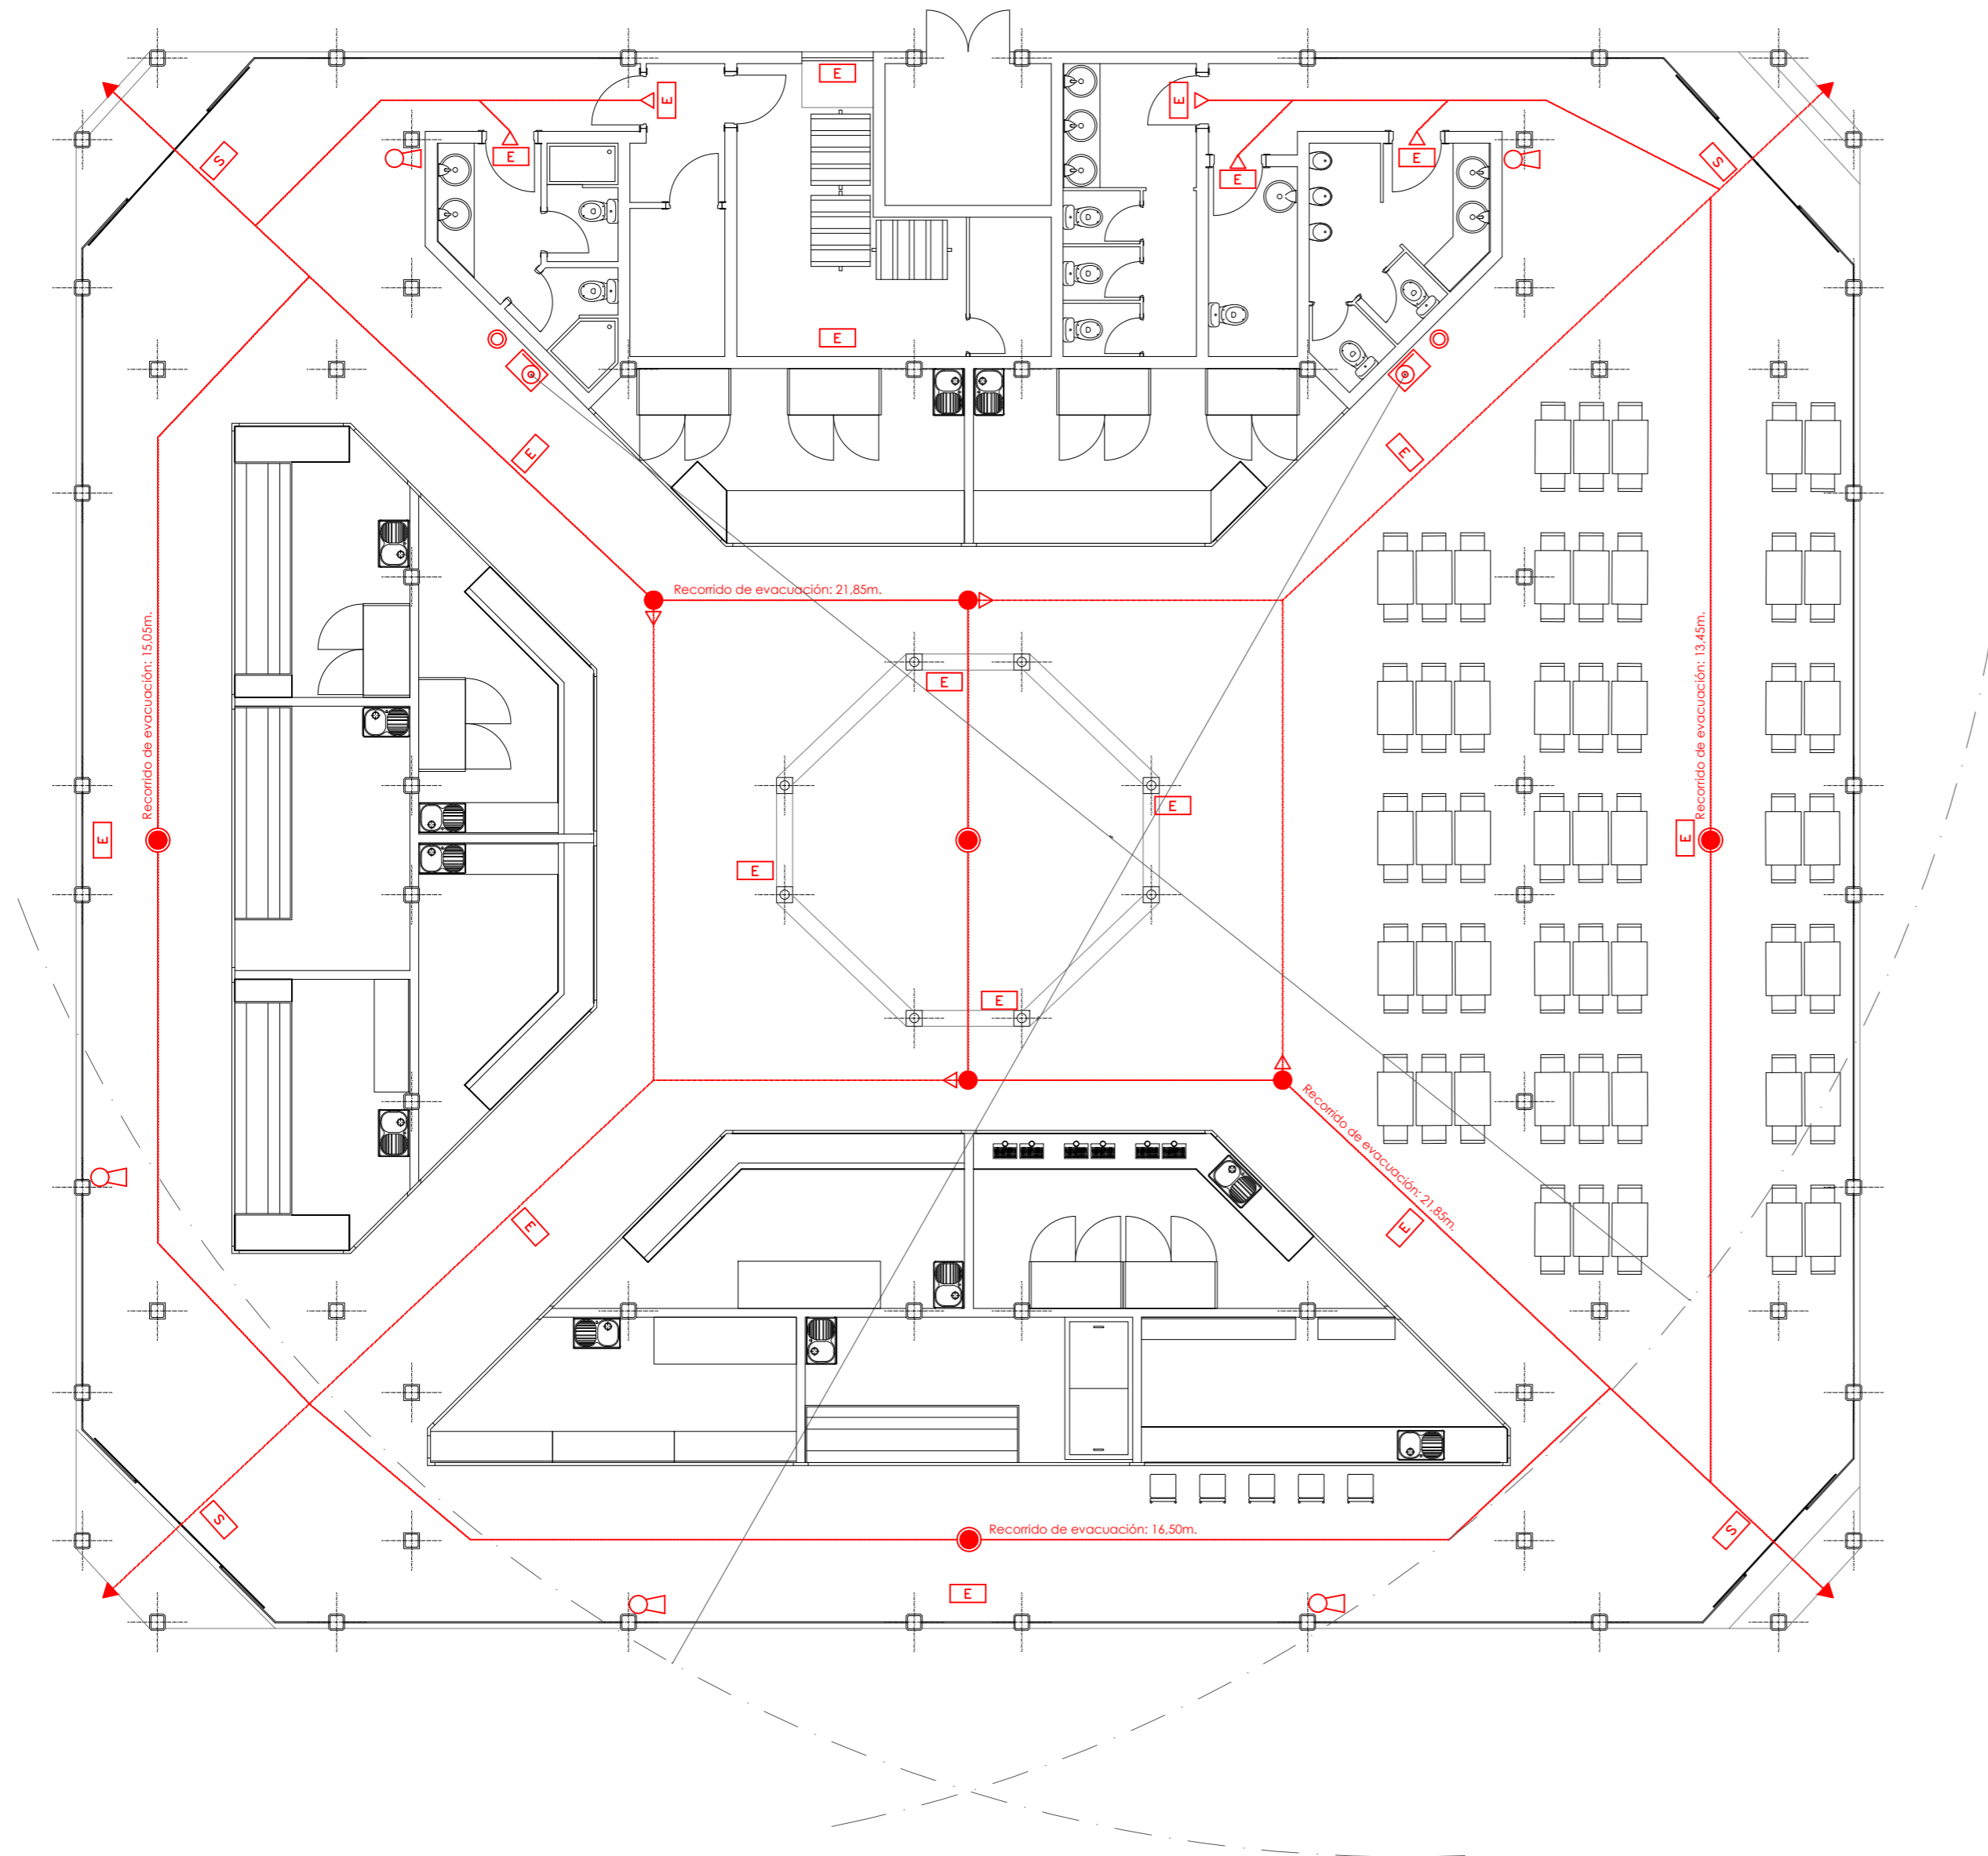 E
E
E
E
E
E
S
S
E
E
E
Recorrido de evacuación: 21,85m.
Recorrido de evacuación: 15,05m.
Recorrido de evacuación: 13,45m.
E
E
E
E
E
E
Recorrido de evacuación: 21,85m.
E
E
S
S
Recorrido de evacuación: 16,50m.
E